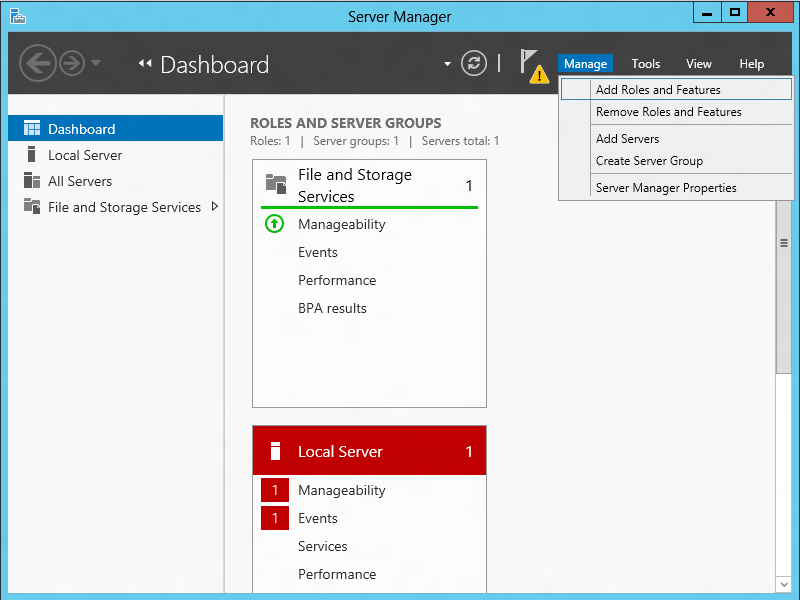 Server Manager
Dashboard
Manage Tools View Help
Add Roles and Features
Remove Roles and Features
Add Servers
Create Server Group
Server Manager Properties
Dashboard
Local Server
All Servers
File and Storage Services
ROLES AND SERVER GROUPS
Roles: 1 | Server groups: 1 | Servers total: 1
File and Storage
Services
1
Manageability
Events
Performance
BPA results
Local Server 1
1 Manageability
1 Events
Services
Performance